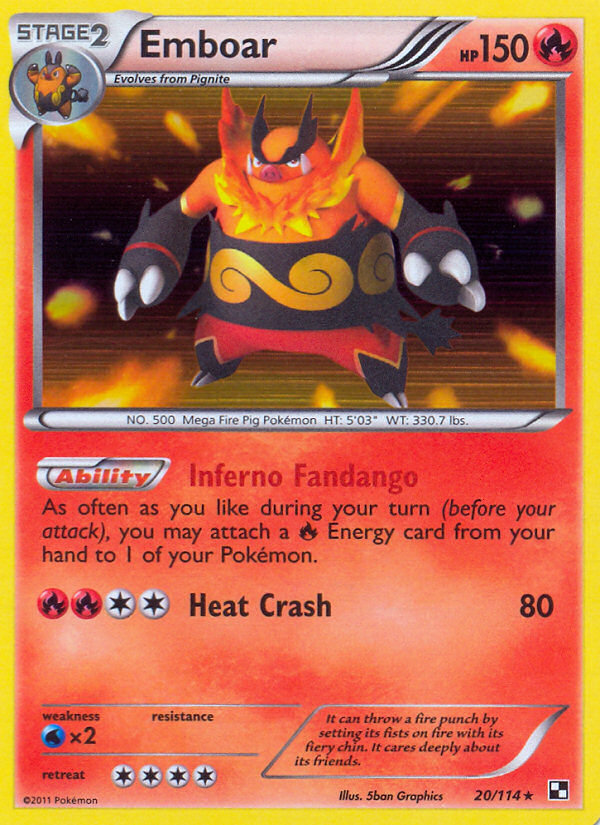 STAGE2
Emboar
HP150
Evolves from Pignite
NO. 500 Mega Fire Pig Pokémon HT: 5'03" WT: 330.7 lbs.
Ability Inferno Fandango
As often as you like during your turn (before your
attack), you may attach a Energy card from your
hand to 1 of your Pokémon.
Heat Crash 80
weakness resistance
×2
It can throw a fire punch by
setting its fists on fire with its
fiery chin. It cares deeply about
its friends.
retreat
Illus. 5ban Graphics 20/114★
©2011 Pokémon